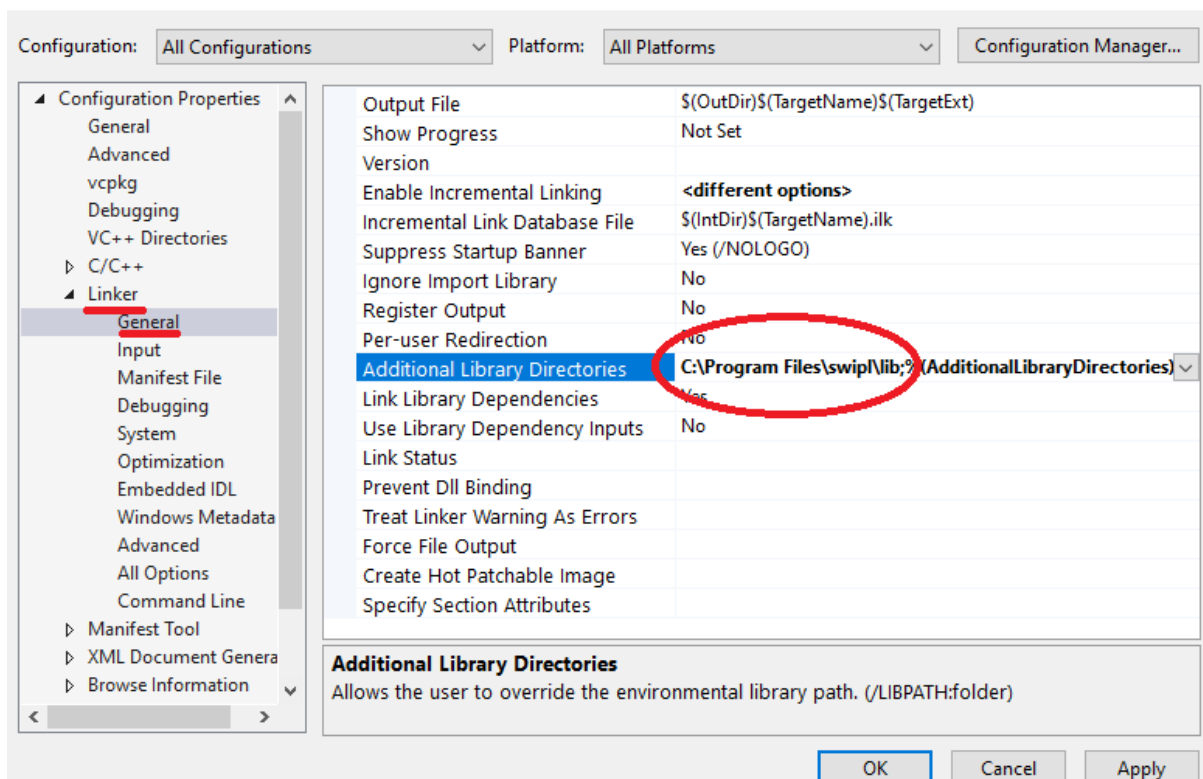 Configuration: All Configurations Platform: All Platforms Configuration Manager...
Configuration Properties
General
Advanced
vcpkg
Debugging
VC++ Directories
C/C++
Linker
General
Input
Manifest File
Debugging
System
Optimization
Embedded IDL
Windows Metadata
Advanced
All Options
Command Line
Manifest Tool
XML Document Genera
Browse Information
Output File $(OutDir)$(TargetName)$(TargetExt)
Show Progress Not Set
Version
Enable Incremental Linking <different options>
Incremental Link Database File $(IntDir)$(TargetName).ilk
Suppress Startup Banner Yes (/NOLOGO)
Ignore Import Library No
Register Output No
Per-user Redirection No
Additional Library Directories C:\Program Files\swipl\lib;%(AdditionalLibraryDirectories)
Link Library Dependencies Yes
Use Library Dependency Inputs No
Link Status
Prevent Dll Binding
Treat Linker Warning As Errors
Force File Output
Create Hot Patchable Image
Specify Section Attributes
Additional Library Directories
Allows the user to override the environmental library path. (/LIBPATH:folder)
OK Cancel Apply